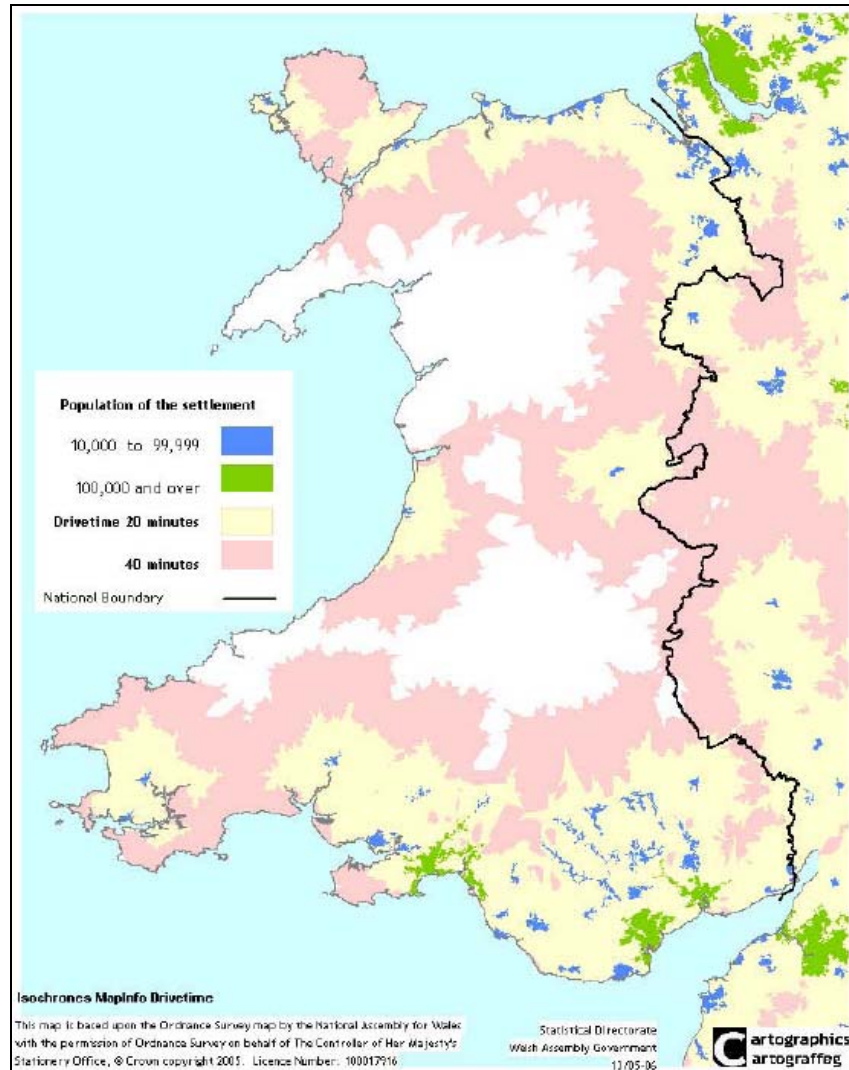 Population of the settlement
10,000 to 99,999
100,000 and over
Drivetime 20 minutes
40 minutes
National Boundary
Isochrones MapInfo Drivetime
This map is based upon the Ordnance Survey map by the National Assembly for Wales
with the permission of Ordnance Survey on behalf of The Controller of Her Majesty's
Stationery Office, © Crown copyright 2005. Licence Number: 100017916
Statistical Directorate
Welsh Assembly Government
Cartographics
artograffeg